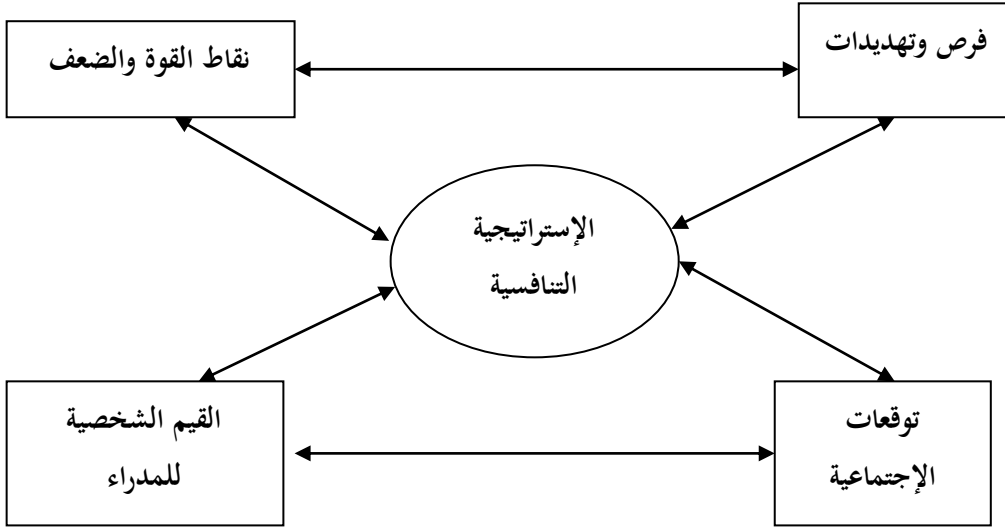 فرص وتهديدات
نقاط القوة والضعف
الإستراتيجية
التنافسية
توقعات
الإجتماعية
القيم الشخصية
للمدراء